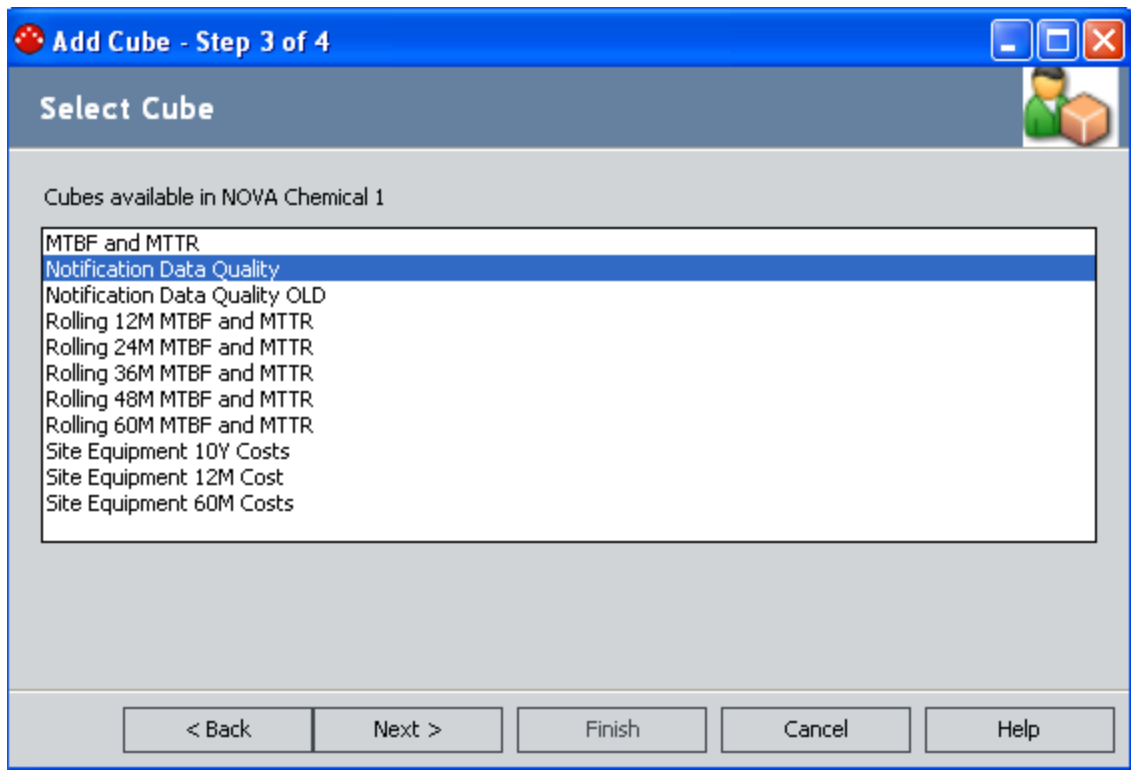 Add Cube - Step 3 of 4
Select Cube
Cubes available in NOVA Chemical 1
MTBF and MTTR
Notification Data Quality
Notification Data Quality OLD
Rolling 12M MTBF and MTTR
Rolling 24M MTBF and MTTR
Rolling 36M MTBF and MTTR
Rolling 48M MTBF and MTTR
Rolling 60M MTBF and MTTR
Site Equipment 10Y Costs
Site Equipment 12M Cost
Site Equipment 60M Costs
< Back Next > Finish Cancel Help